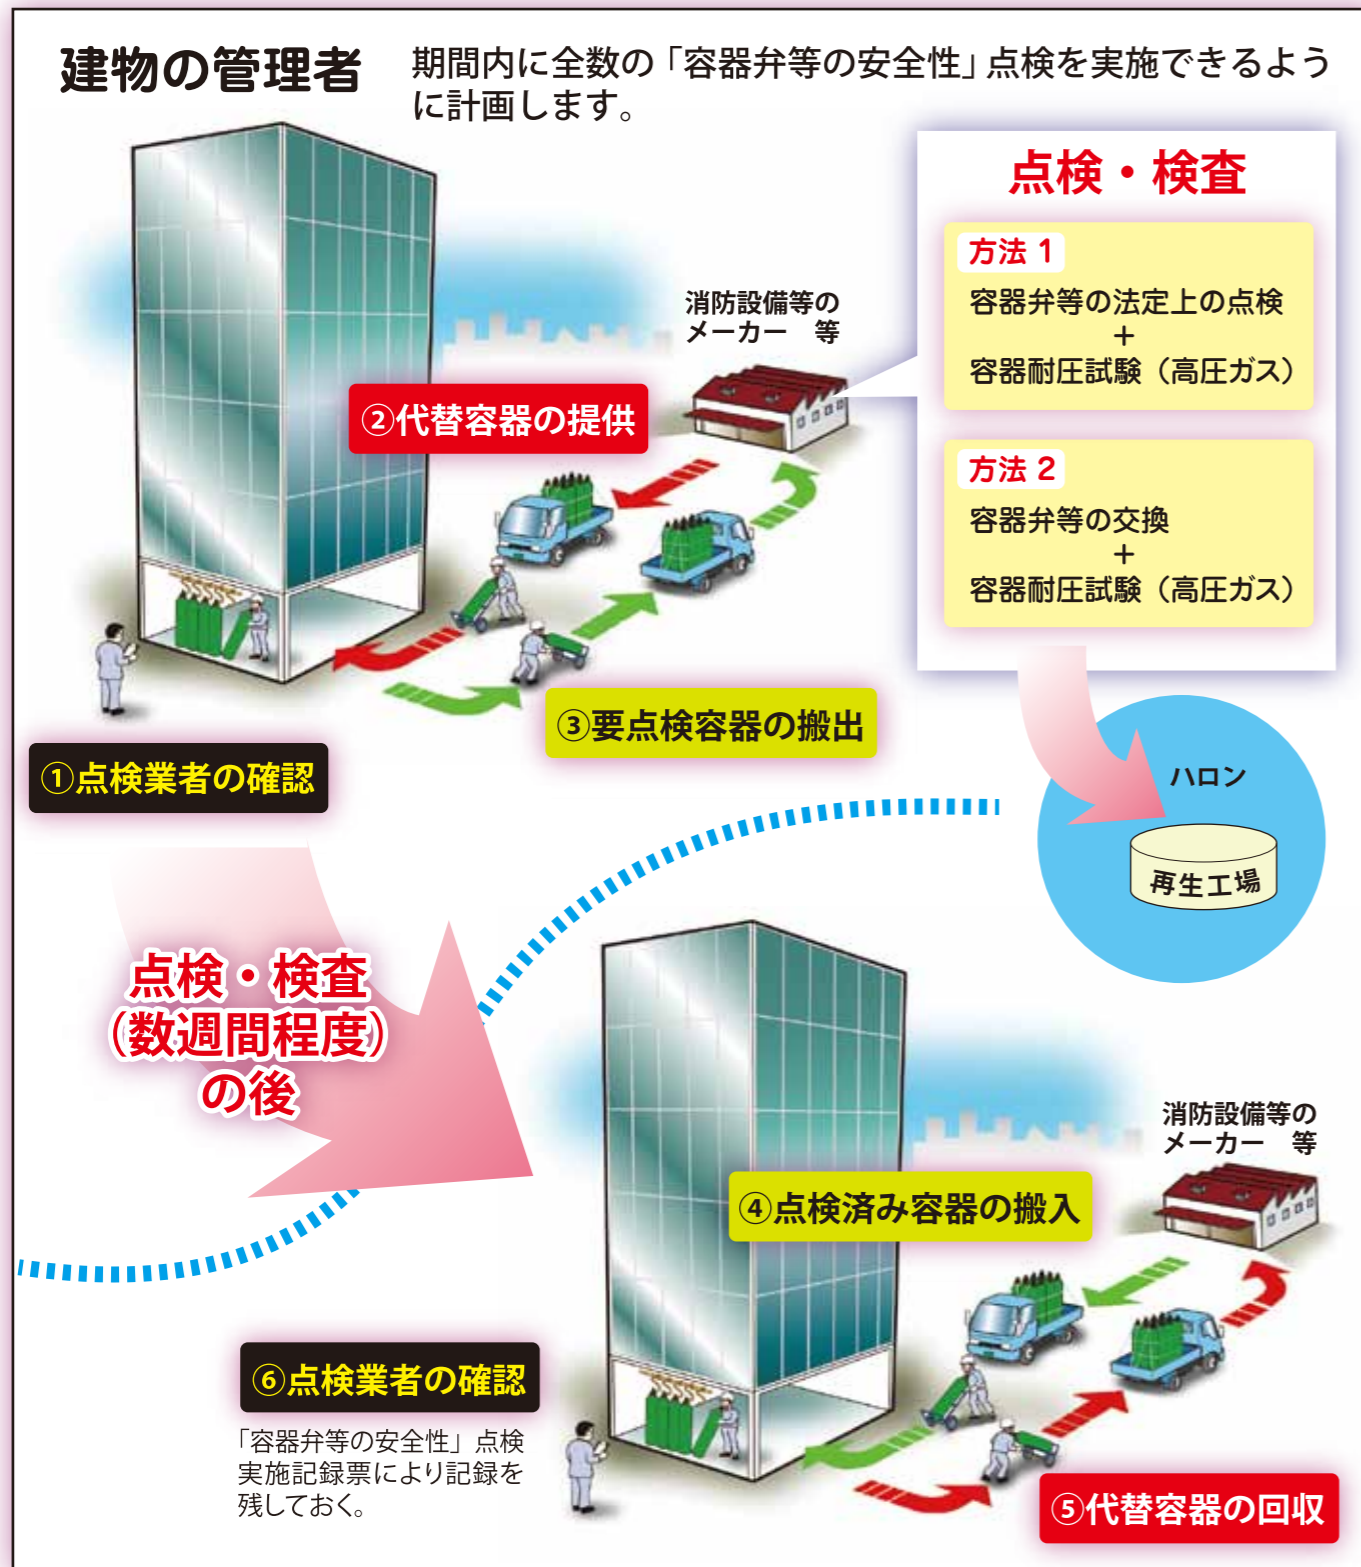 建物の管理者
期間内に全数の「容器弁等の安全性」点検を実施できるよう
に計画します。
点検・検査
方法 1
容器弁等の法定上の点検
+
容器耐圧試験（高圧ガス）
方法 2
容器弁等の交換
+
容器耐圧試験（高圧ガス）
消防設備等の
メーカー 等
②代替容器の提供
③要点検容器の搬出
①点検業者の確認
ハロン
再生工場
点検・検査
（数週間程度）
の後
消防設備等の
メーカー 等
④点検済み容器の搬入
⑥点検業者の確認
「容器弁等の安全性」点検
実施記録票により記録を
残しておく。
⑤代替容器の回収